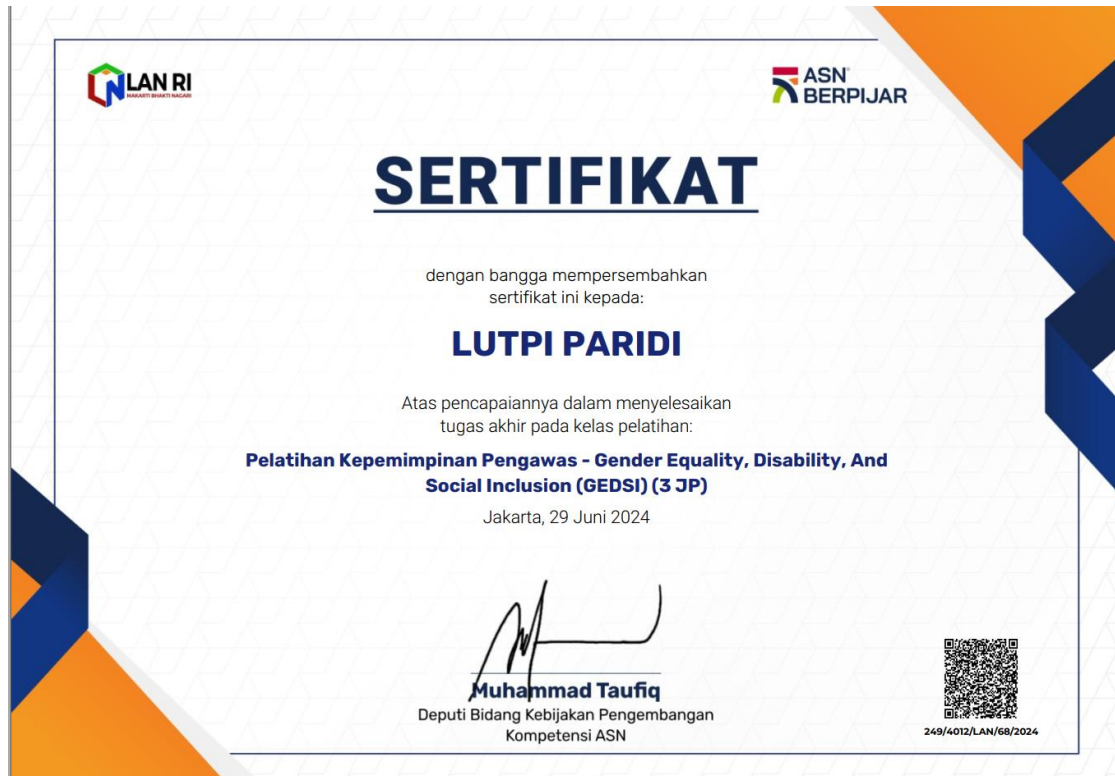 LAN RI
MAKARTI BHAKTI NAGARI
ASN
BERPIJAR
SERTIFIKAT
dengan bangga mempersembahkan
sertifikat ini kepada:
LUTPI PARIDI
Atas pencapaiannya dalam menyelesaikan
tugas akhir pada kelas pelatihan:
Pelatihan Kepemimpinan Pengawas - Gender Equality, Disability, And
Social Inclusion (GEDSI) (3 JP)
Jakarta, 29 Juni 2024
Muhammad Taufiq
Deputi Bidang Kebijakan Pengembangan
Kompetensi ASN
249/4012/LAN/68/2024